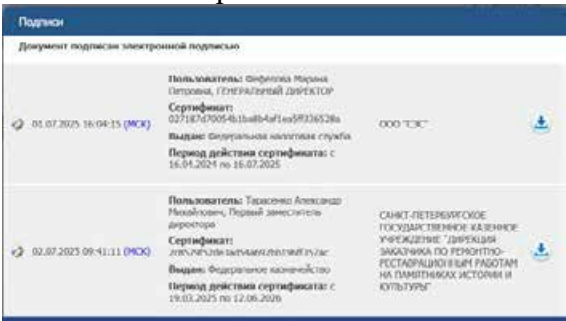 Подписи
Документ подписан электронной подписью
01.07.2025 16:04:15 (МСК)
Пользователь: Фефелова Марина
Петровна, ГЕНЕРАЛЬНЫЙ ДИРЕКТОР
Сертификат:
Выдан: Федеральная налоговая служба
Период действия сертификата: с
16.04.2024 по 16.07.2025
ООО "ТЭС"
02.07.2025 09:41:11 (МСК)
Пользователь: Тарасенко Александр
Михайлович, Первый заместитель
директора
Сертификат:
Выдан: Федеральное казначейство
Период действия сертификата: с
19.03.2025 по 12.06.2026
САНКТ-ПЕТЕРБУРГСКОЕ
ГОСУДАРСТВЕННОЕ КАЗЕННОЕ
УЧРЕЖДЕНИЕ "ДИРЕКЦИЯ
ЗАКАЗЧИКА ПО РЕМОНТНО-
РЕСТАВРАЦИОННЫМ РАБОТАМ
НА ПАМЯТНИКАХ ИСТОРИИ И
КУЛЬТУРЫ"